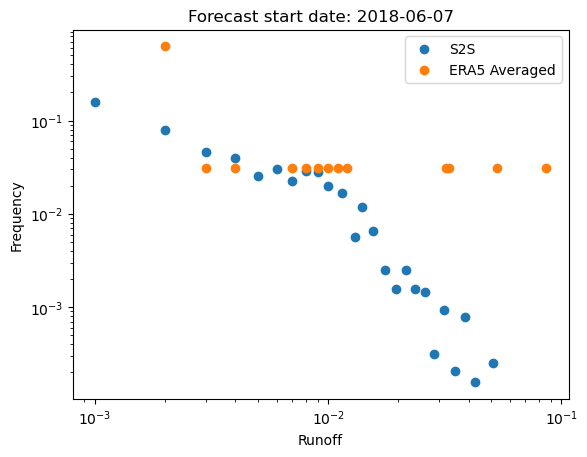 Forecast start date: 2018-06-07
S2S
ERA5 Averaged
Frequency
10⁻¹
10⁻²
10⁻³
10⁻³
10⁻²
10⁻¹
Runoff